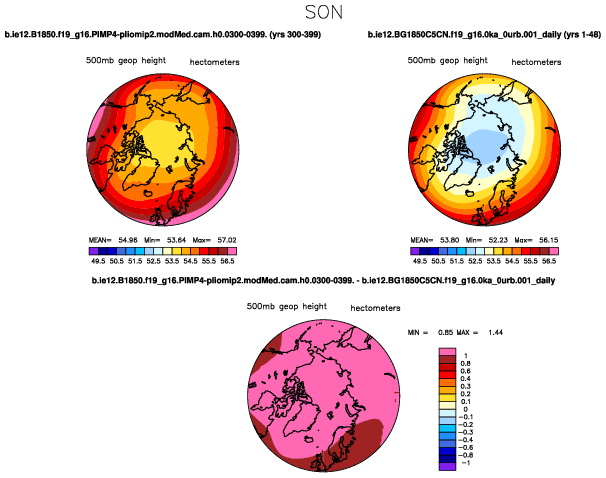 SON
b.ie12.B1850.f19_g16.PIMP4-pliomip2.modMed.cam.h0.0300-0399. (yrs 300-399)
b.ie12.BG1850C5CN.f19_g16.0ka_0urb.001_daily (yrs 1-48)
500mb geop height hectometers
500mb geop height hectometers
MEAN= 54.96 Min= 53.64 Max= 57.02
MEAN= 53.80 Min= 52.23 Max= 56.15
49.5 50.5 51.5 52.5 53.5 54.5 55.5 56.5
49.5 50.5 51.5 52.5 53.5 54.5 55.5 56.5
b.ie12.B1850.f19_g16.PIMP4-pliomip2.modMed.cam.h0.0300-0399. - b.ie12.BG1850C5CN.f19_g16.0ka_0urb.001_daily
500mb geop height hectometers
MIN = 0.85 MAX = 1.44
1
0.8
0.6
0.4
0.3
0.2
0.1
0
-0.1
-0.2
-0.3
-0.4
-0.6
-0.8
-1